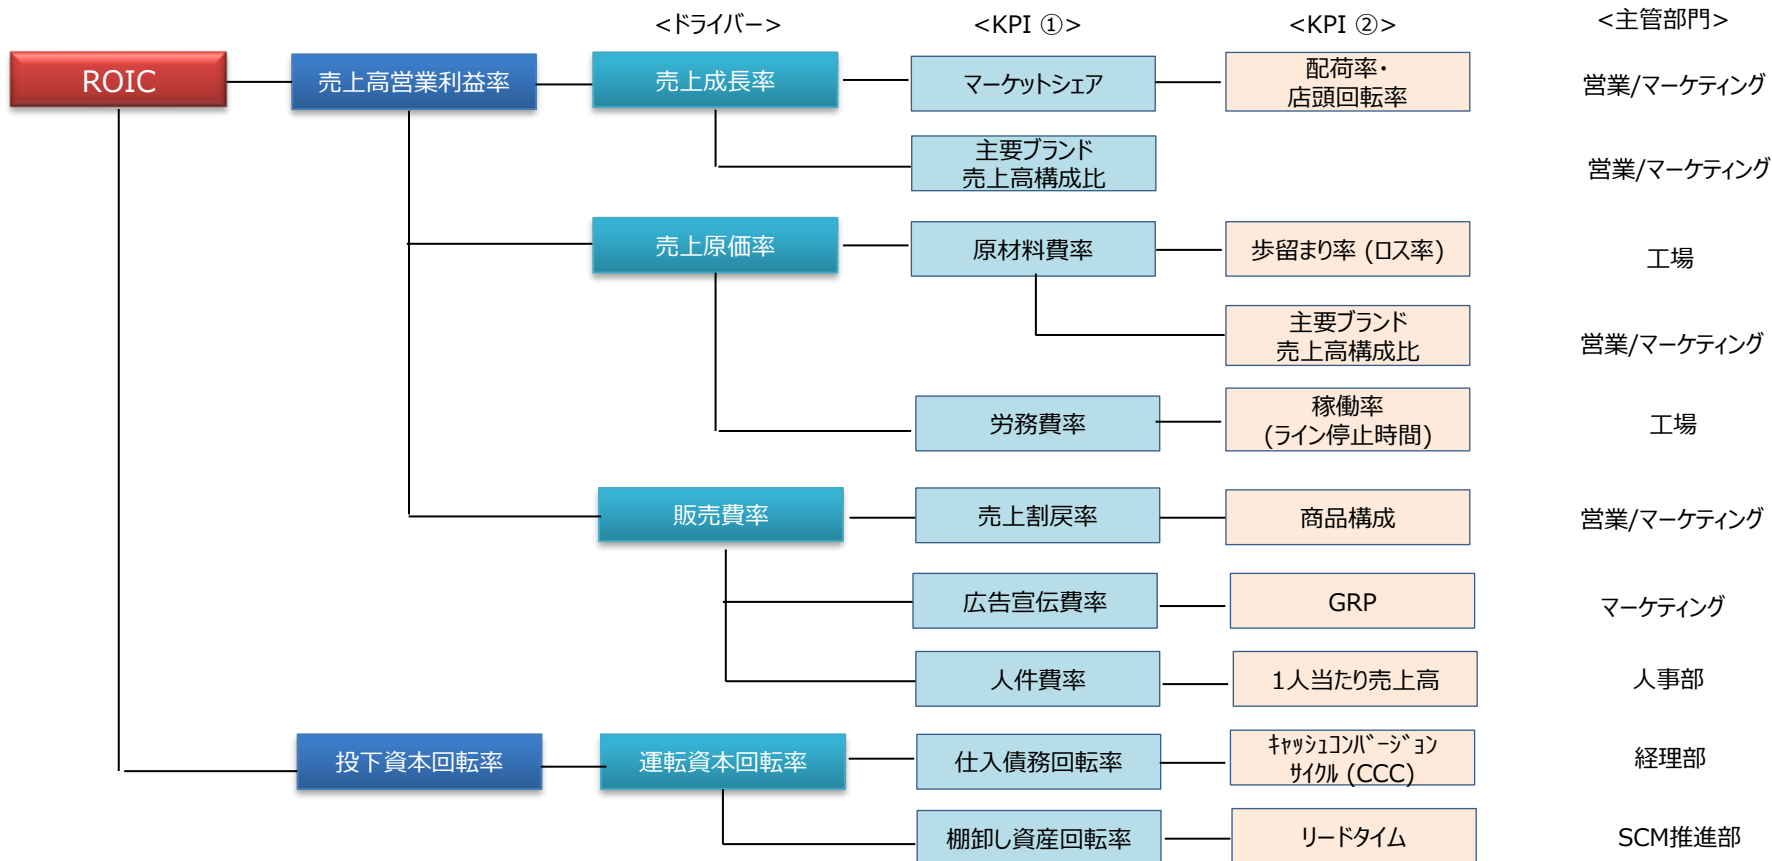 <ドライバー>
<KPI ①>
<KPI ②>
<主管部門>
ROIC
売上高営業利益率
売上成長率
マーケットシェア
配荷率・
店頭回転率
営業/マーケティング
主要ブランド
売上高構成比
営業/マーケティング
売上原価率
原材料費率
歩留まり率 (ロス率)
工場
主要ブランド
売上高構成比
営業/マーケティング
労務費率
稼働率
(ライン停止時間)
工場
販売費率
売上割戻率
商品構成
営業/マーケティング
広告宣伝費率
GRP
マーケティング
人件費率
1人当たり売上高
人事部
投下資本回転率
運転資本回転率
仕入債務回転率
ｷｬｯｼｭｺﾝﾊﾞｰｼﾞｮﾝ
ｻｲｸﾙ (CCC)
経理部
棚卸し資産回転率
リードタイム
SCM推進部